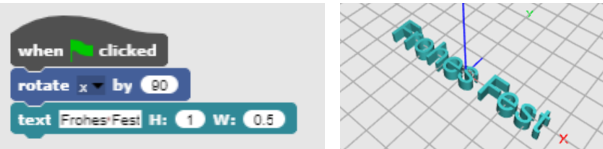 when clicked
rotate x by 90
text Frohes Fest H: 1 W: 0.5
Y
Frohes Fest
X